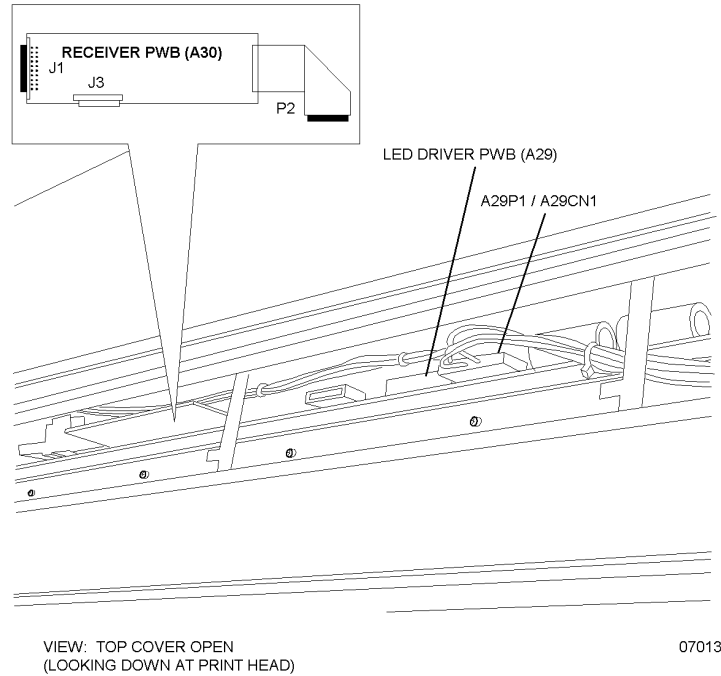 RECEIVER PWB (A30)
J1
J3
P2
LED DRIVER PWB (A29)
A29P1 / A29CN1
VIEW: TOP COVER OPEN
(LOOKING DOWN AT PRINT HEAD)
07013